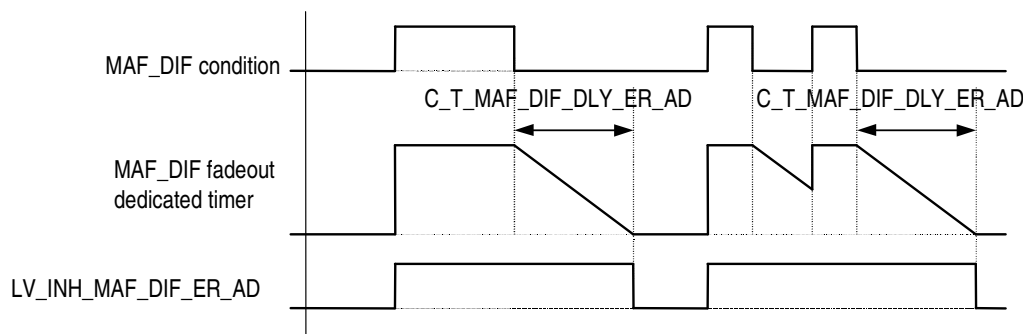 MAF_DIF condition
C_T_MAF_DIF_DLY_ER_AD
C_T_MAF_DIF_DLY_ER_AD
MAF_DIF fadeout
dedicated timer
LV_INH_MAF_DIF_ER_AD